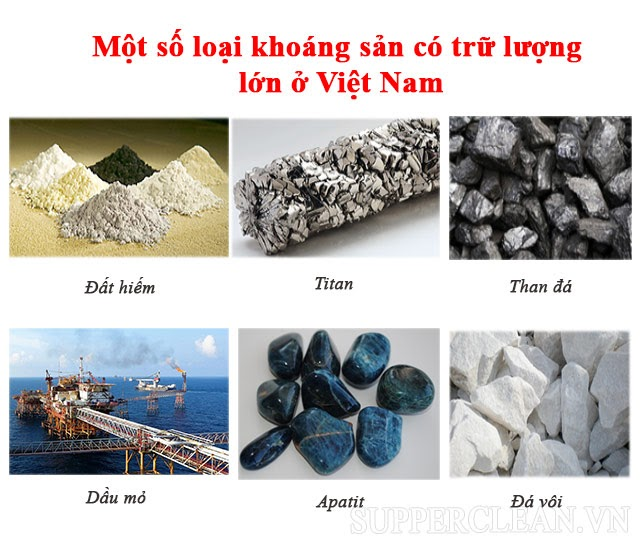 Một số loại khoáng sản có trữ lượng
lớn ở Việt Nam
Đất hiếm
Titan
Than đá
Dầu mỏ
Apatit
Đá vôi
SUPPERCLEAN.VN